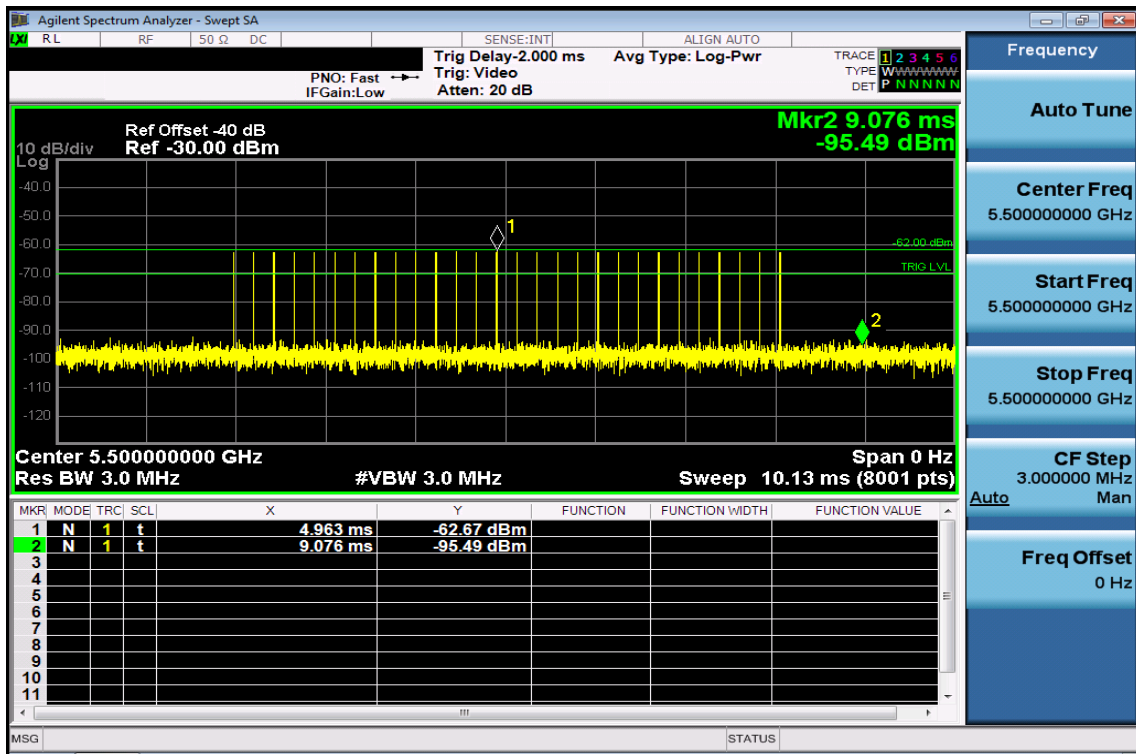 Agilent Spectrum Analyzer - Swept SA
LXI RL RF 50 Ω DC SENSE:INT ALIGN AUTO
Trig Delay-2.000 ms Avg Type: Log-Pwr TRACE 1 2 3 4 5 6
PNO: Fast Trig: Video TYPE WWWWWWW
IFGain:Low Atten: 20 dB DET P N N N N N
Mkr2 9.076 ms
Ref Offset -40 dB
10 dB/div Ref -30.00 dBm -95.49 dBm
Log
-40.0
-50.0
1
-60.0
-62.00 dBm
-70.0
TRIG LVL
-80.0
-90.0
2
-100
-110
-120
Center 5.500000000 GHz Span 0 Hz
Res BW 3.0 MHz #VBW 3.0 MHz Sweep 10.13 ms (8001 pts)
MKR MODE TRC SCL X Y FUNCTION FUNCTION WIDTH FUNCTION VALUE
1 N 1 t 4.963 ms -62.67 dBm
2 N 1 t 9.076 ms -95.49 dBm
3
4
5
6
7
8
9
10
11
MSG STATUS
Frequency
Auto Tune
Center Freq
5.500000000 GHz
Start Freq
5.500000000 GHz
Stop Freq
5.500000000 GHz
CF Step
3.000000 MHz
Auto Man
Freq Offset
0 Hz